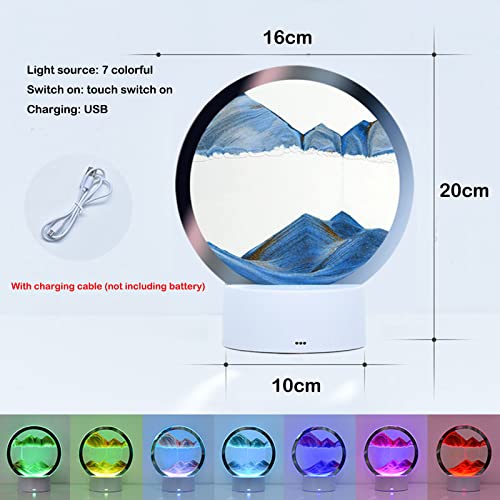 16cm
Light source: 7 colorful
Switch on: touch switch on
Charging: USB
20cm
With charging cable (not including battery)
10cm